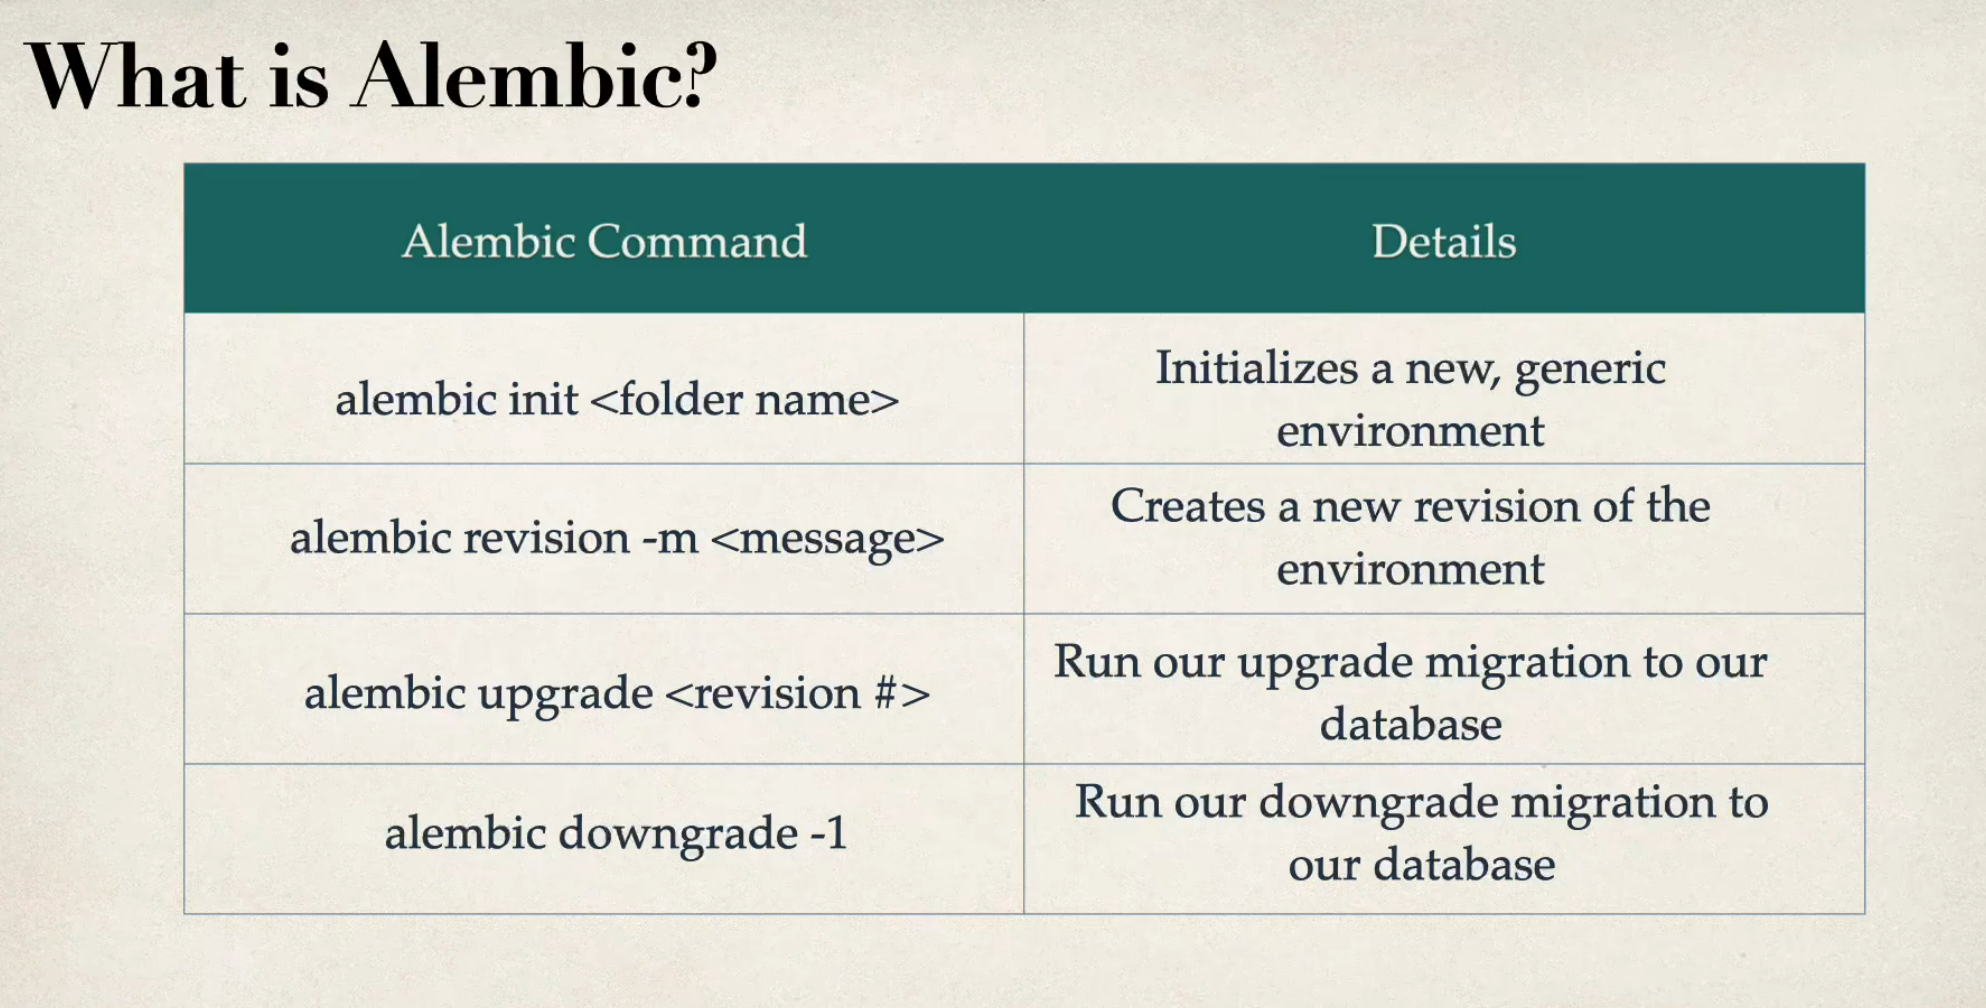 What is Alembic?
Alembic Command
Details
alembic init <folder name>
Initializes a new, generic
environment
alembic revision -m <message>
Creates a new revision of the
environment
alembic upgrade <revision #>
Run our upgrade migration to our
database
alembic downgrade -1
Run our downgrade migration to
our database